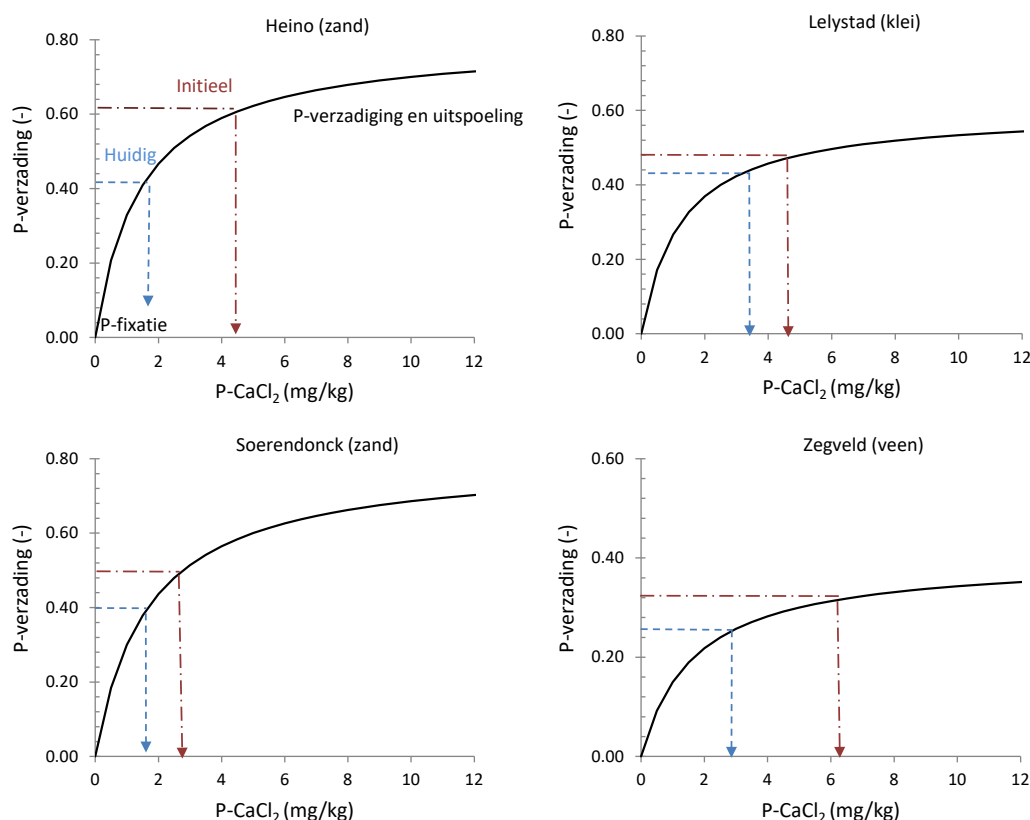 Heino (zand)
0.80
0.60
0.40
0.20
0.00
P-verzading (-)
Initieel
P-verzadiging en uitspoeling
Huidig
P-fixatie
0 2 4 6 8 10 12
P-CaCl2 (mg/kg)
Lelystad (klei)
0.80
0.60
0.40
0.20
0.00
P-verzading (-)
0 2 4 6 8 10 12
P-CaCl2 (mg/kg)
Soerendonck (zand)
0.80
0.60
0.40
0.20
0.00
P-verzading (-)
0 2 4 6 8 10 12
P-CaCl2 (mg/kg)
Zegveld (veen)
0.60
0.40
0.20
0.00
P-verzading (-)
0 2 4 6 8 10 12
P-CaCl2 (mg/kg)